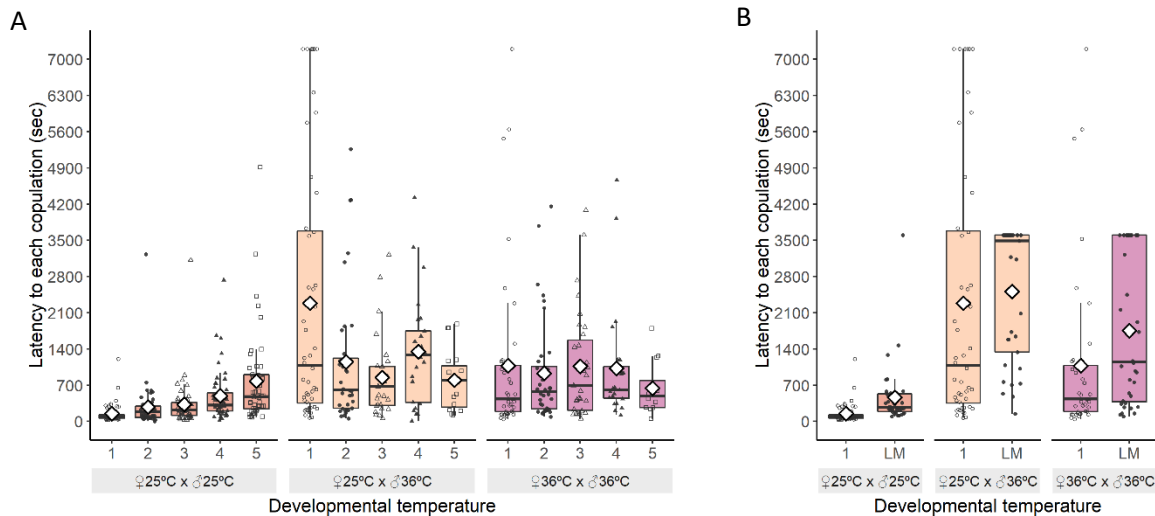 A
Latency to each copulation (sec)
7000
6300
5600
4900
4200
3500
2800
2100
1400
700
0
1 2 3 4 5 1 2 3 4 5 1 2 3 4 5
♀25ºC x ♂25ºC ♀25ºC x ♂36ºC ♀36ºC x ♂36ºC
Developmental temperature
B
Latency to each copulation (sec)
7000
6300
5600
4900
4200
3500
2800
2100
1400
700
0
1 LM 1 LM 1 LM
♀25ºC x ♂25ºC ♀25ºC x ♂36ºC ♀36ºC x ♂36ºC
Developmental temperature